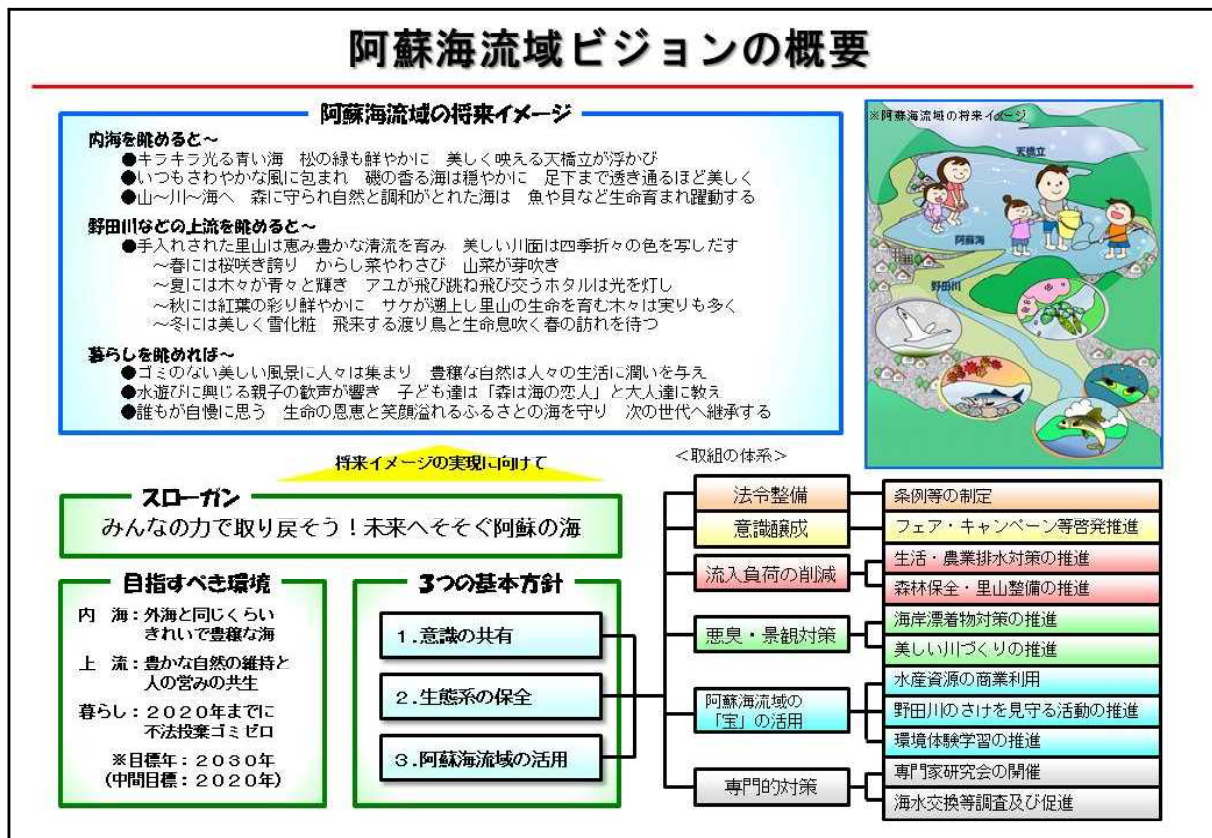 阿蘇海流域ビジョンの概要
阿蘇海流域の将来イメージ
内海を眺めると～
●キラキラ光る青い海　松の緑も鮮やかに　美しく映える天橋立が浮かび
●いつもさわやかな風に包まれ　磯の香る海は穏やかに　足下まで透き通るほど美しく
●山～川～海へ　森に守られ自然と調和がとれた海は　魚や貝など生命育まれ躍動する
野田川などの上流を眺めると～
●手入れされた里山は恵み豊かな清流を育み　美しい川面は四季折々の色を写しだす
～春には桜咲き誇り　からし菜やわさび　山菜が芽吹き
～夏には木々が青々と輝き　アユが飛び跳ね飛び交うホタルは光を灯し
～秋には紅葉の彩り鮮やかに　サケが遡上し里山の生命を育む木々は実りも多く
～冬には美しく雪化粧　飛来する渡り鳥と生命息吹く春の訪れを待つ
暮らしを眺めれば～
●ゴミのない美しい風景に人々は集まり　豊穣な自然は人々の生活に潤いを与え
●水遊びに興じる親子の歓声が響き　子ども達は「森は海の恋人」と大人達に教え
●誰もが自慢に思う　生命の恩恵と笑顔溢れるふるさとの海を守り　次の世代へ継承する
※阿蘇海流域の将来イメージ
天橋立
阿蘇海
野田川
将来イメージの実現に向けて
スローガン
みんなの力で取り戻そう！未来へそそぐ阿蘇の海
目指すべき環境
内　海：外海と同じくらい
きれいで豊穣な海
上　流：豊かな自然の維持と
人の営みの共生
暮らし：２０２０年までに
不法投棄ゴミゼロ
※目標年：２０３０年
（中間目標：２０２０年）
３つの基本方針
１．意識の共有
２．生態系の保全
３．阿蘇海流域の活用
＜取組の体系＞
法令整備
条例等の制定
意識醸成
フェア・キャンペーン等啓発推進
流入負荷の削減
生活・農業排水対策の推進
森林保全・里山整備の推進
悪臭・景観対策
海岸漂着物対策の推進
美しい川づくりの推進
阿蘇海流域の
「宝」の活用
水産資源の商業利用
野田川のさけを見守る活動の推進
環境体験学習の推進
専門的対策
専門家研究会の開催
海水交換等調査及び促進